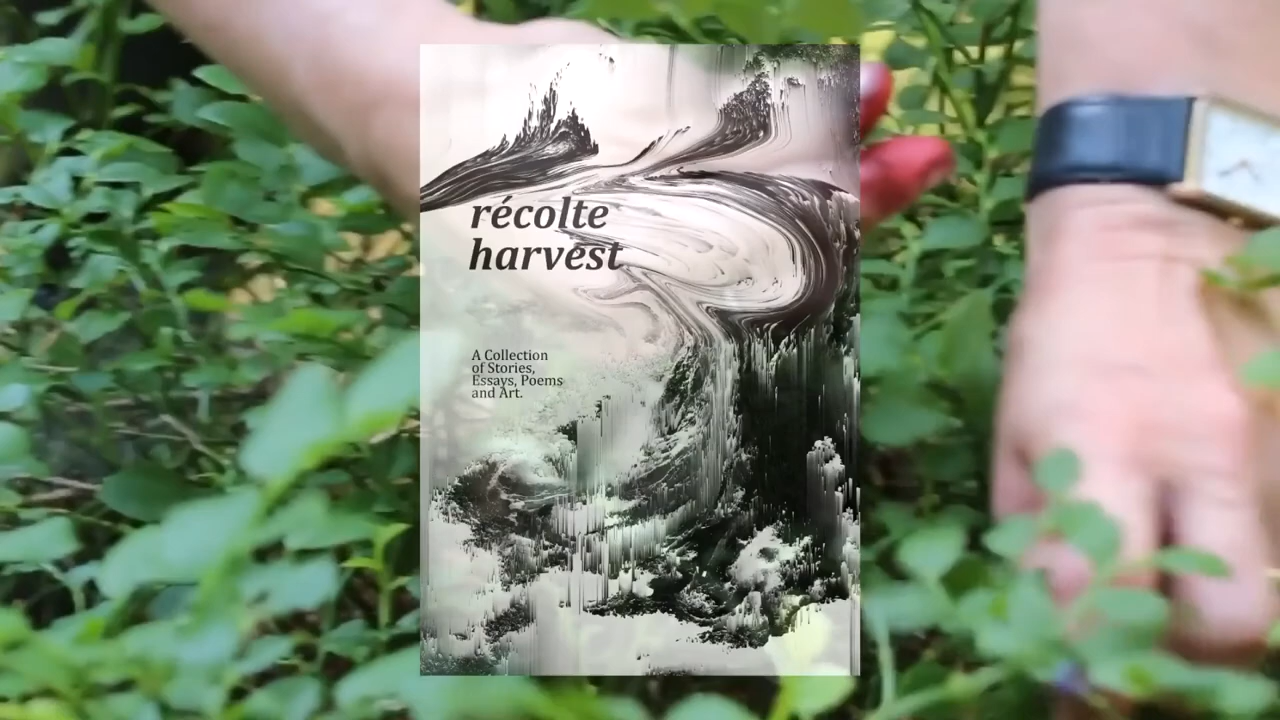 récolte
harvest
A Collection
of Stories,
Essays, Poems
and Art.